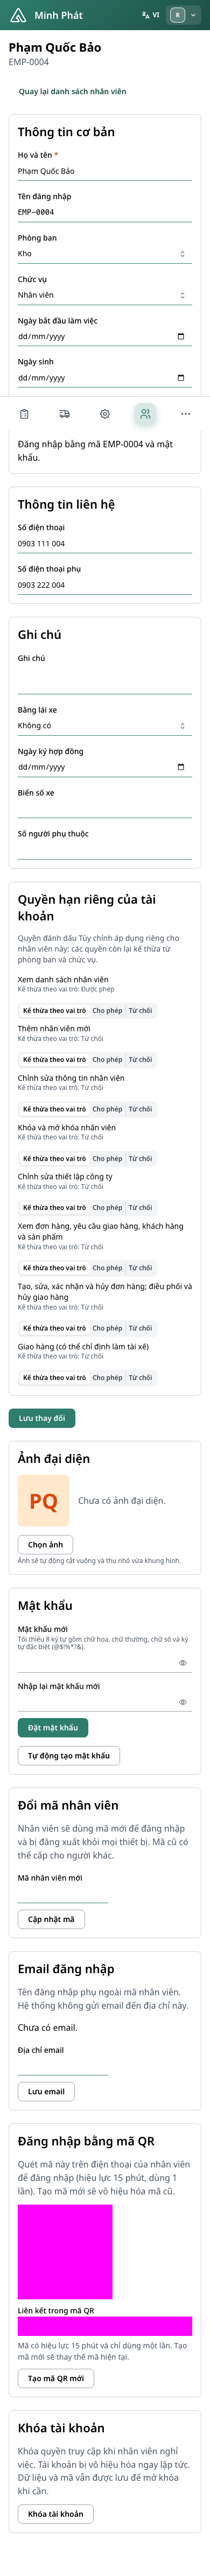 Minh Phát
VI
R
Phạm Quốc Bảo
EMP-0004
Quay lại danh sách nhân viên
Thông tin cơ bản
Họ và tên *
Phạm Quốc Bảo
Tên đăng nhập
EMP-0004
Phòng ban
Kho
Chức vụ
Nhân viên
Ngày bắt đầu làm việc
dd/mm/yyyy
Ngày sinh
dd/mm/yyyy
Đăng nhập bằng mã EMP-0004 và mật
khẩu.
Thông tin liên hệ
Số điện thoại
0903 111 004
Số điện thoại phụ
0903 222 004
Ghi chú
Ghi chú
Bằng lái xe
Không có
Ngày ký hợp đồng
dd/mm/yyyy
Biển số xe
Số người phụ thuộc
Quyền hạn riêng của tài
khoản
Quyền đánh dấu Tùy chỉnh áp dụng riêng cho
nhân viên này; các quyền còn lại kế thừa từ
phòng ban và chức vụ.
Xem danh sách nhân viên
Kế thừa theo vai trò: Được phép
Kế thừa theo vai trò Cho phép Từ chối
Thêm nhân viên mới
Kế thừa theo vai trò: Từ chối
Kế thừa theo vai trò Cho phép Từ chối
Chỉnh sửa thông tin nhân viên
Kế thừa theo vai trò: Từ chối
Kế thừa theo vai trò Cho phép Từ chối
Khóa và mở khóa nhân viên
Kế thừa theo vai trò: Từ chối
Kế thừa theo vai trò Cho phép Từ chối
Chỉnh sửa thiết lập công ty
Kế thừa theo vai trò: Từ chối
Kế thừa theo vai trò Cho phép Từ chối
Xem đơn hàng, yêu cầu giao hàng, khách hàng
và sản phẩm
Kế thừa theo vai trò: Từ chối
Kế thừa theo vai trò Cho phép Từ chối
Tạo, sửa, xác nhận và hủy đơn hàng; điều phối và
hủy giao hàng
Kế thừa theo vai trò: Từ chối
Kế thừa theo vai trò Cho phép Từ chối
Giao hàng (có thể chỉ định làm tài xế)
Kế thừa theo vai trò: Từ chối
Kế thừa theo vai trò Cho phép Từ chối
Lưu thay đổi
Ảnh đại diện
PQ
Chưa có ảnh đại diện.
Chọn ảnh
Ảnh sẽ tự động cắt vuông và thu nhỏ vừa khung hình.
Mật khẩu
Mật khẩu mới
Tối thiểu 8 ký tự gồm chữ hoa, chữ thường, chữ số và ký
tự đặc biệt (@$!%*?&).
Nhập lại mật khẩu mới
Đặt mật khẩu
Tự động tạo mật khẩu
Đổi mã nhân viên
Nhân viên sẽ dùng mã mới để đăng nhập
và bị đăng xuất khỏi mọi thiết bị. Mã cũ có
thể cấp cho người khác.
Mã nhân viên mới
Cập nhật mã
Email đăng nhập
Tên đăng nhập phụ ngoài mã nhân viên.
Hệ thống không gửi email đến địa chỉ này.
Chưa có email.
Địa chỉ email
Lưu email
Đăng nhập bằng mã QR
Quét mã này trên điện thoại của nhân viên
để đăng nhập (hiệu lực 15 phút, dùng 1
lần). Tạo mã mới sẽ vô hiệu hóa mã cũ.
Liên kết trong mã QR
Mã có hiệu lực 15 phút và chỉ dùng một lần. Tạo
mã mới sẽ thay thế mã hiện tại.
Tạo mã QR mới
Khóa tài khoản
Khóa quyền truy cập khi nhân viên nghỉ
việc. Tài khoản bị vô hiệu hóa ngay lập tức.
Dữ liệu và mã vẫn được lưu để mở khóa
khi cần.
Khóa tài khoản